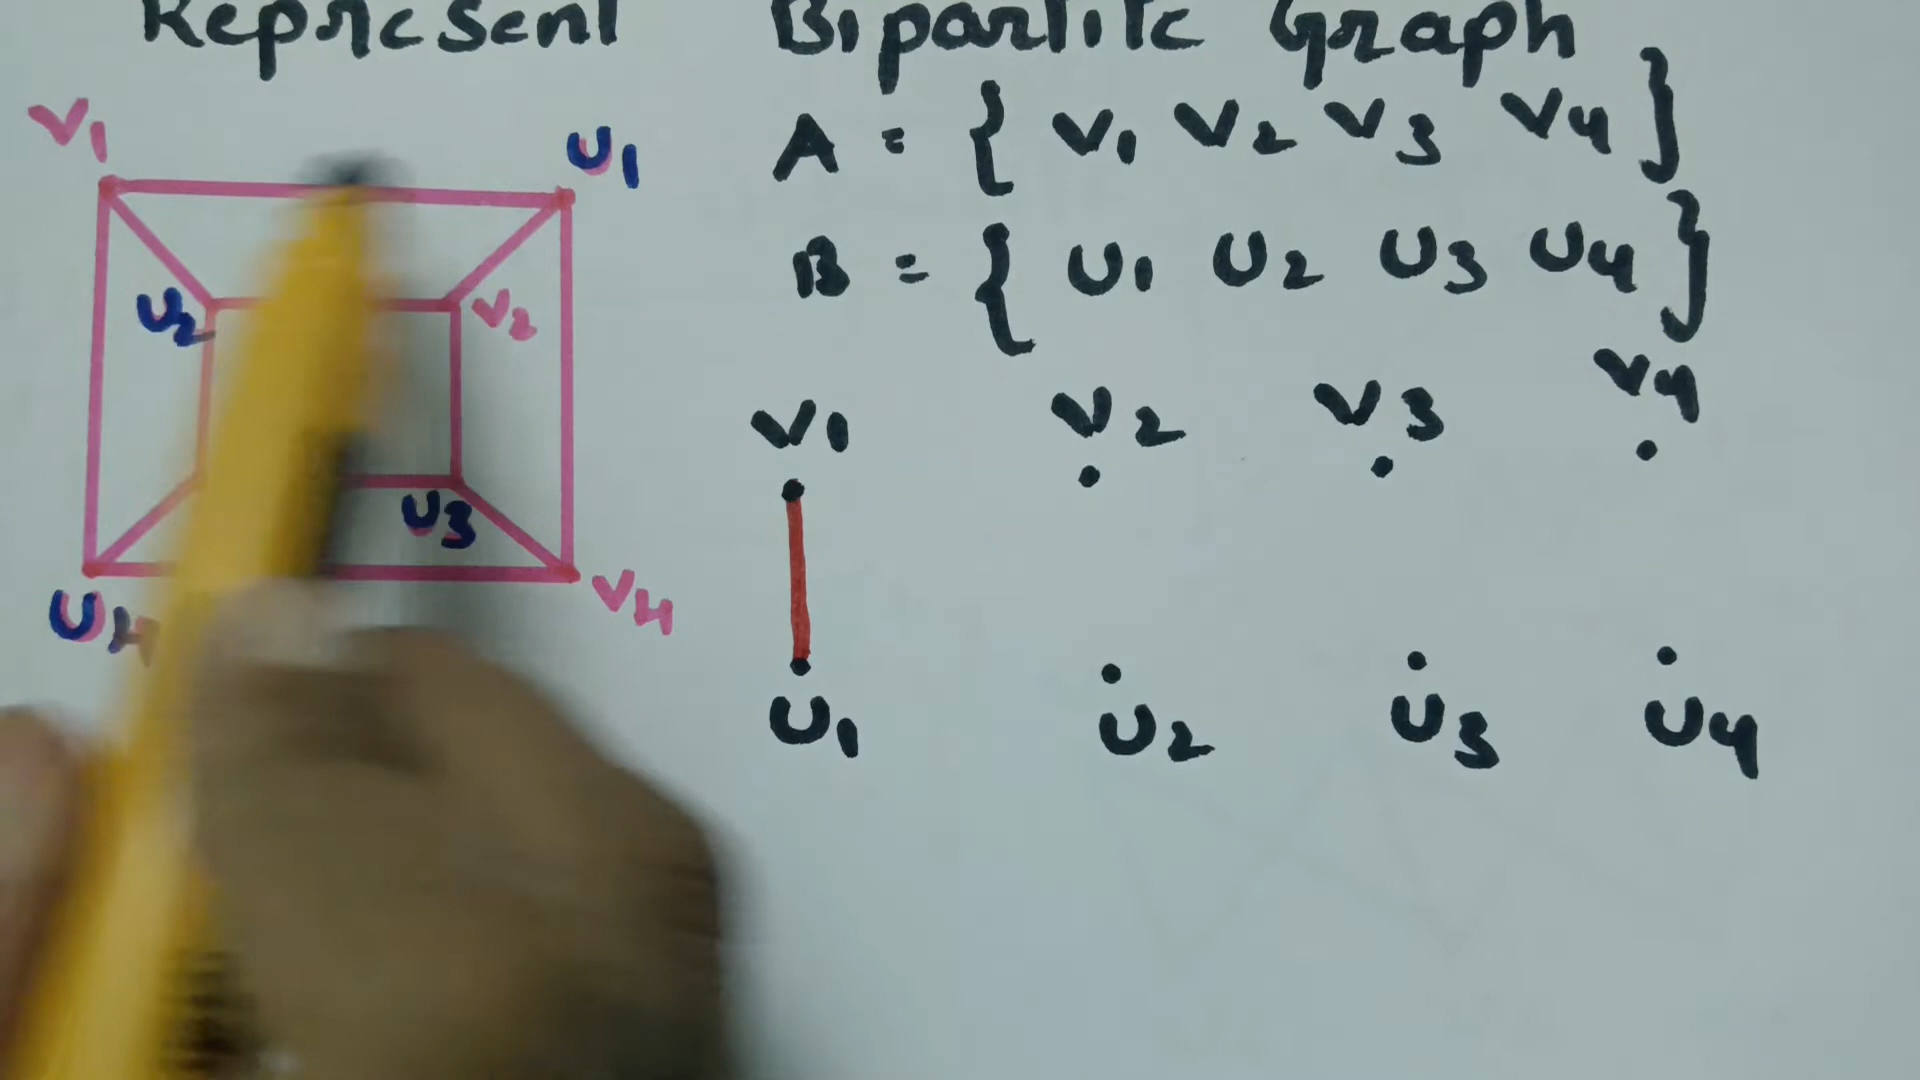 Represent Bipartite Graph
V1 U1
A = { V1 V2 V3 V4 }
B = { U1 U2 U3 U4 }
U2 V2
U3
U4 V4
V1 V2 V3 V4
U1 U2 U3 U4